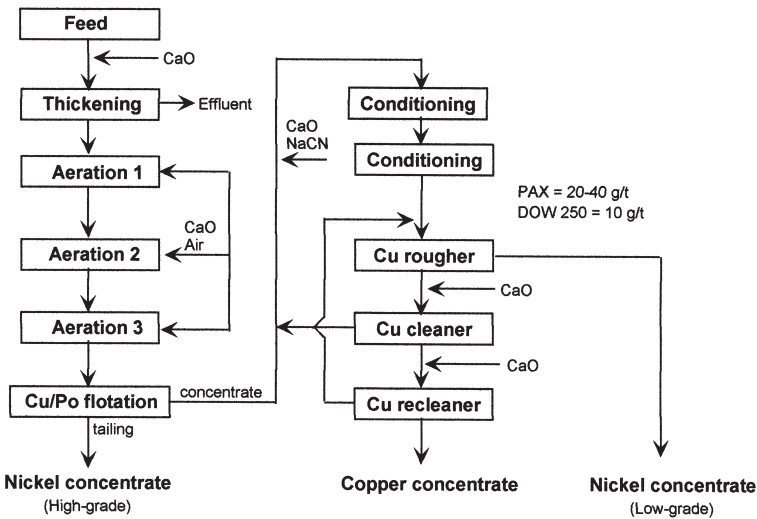 Feed
CaO
Thickening
Effluent
Aeration 1
CaO
Air
Aeration 2
Aeration 3
Cu/Po flotation
concentrate
tailing
Nickel concentrate
(High-grade)
Conditioning
CaO
NaCN
Conditioning
PAX = 20-40 g/t
DOW 250 = 10 g/t
Cu rougher
CaO
Cu cleaner
CaO
Cu recleaner
Copper concentrate
Nickel concentrate
(Low-grade)